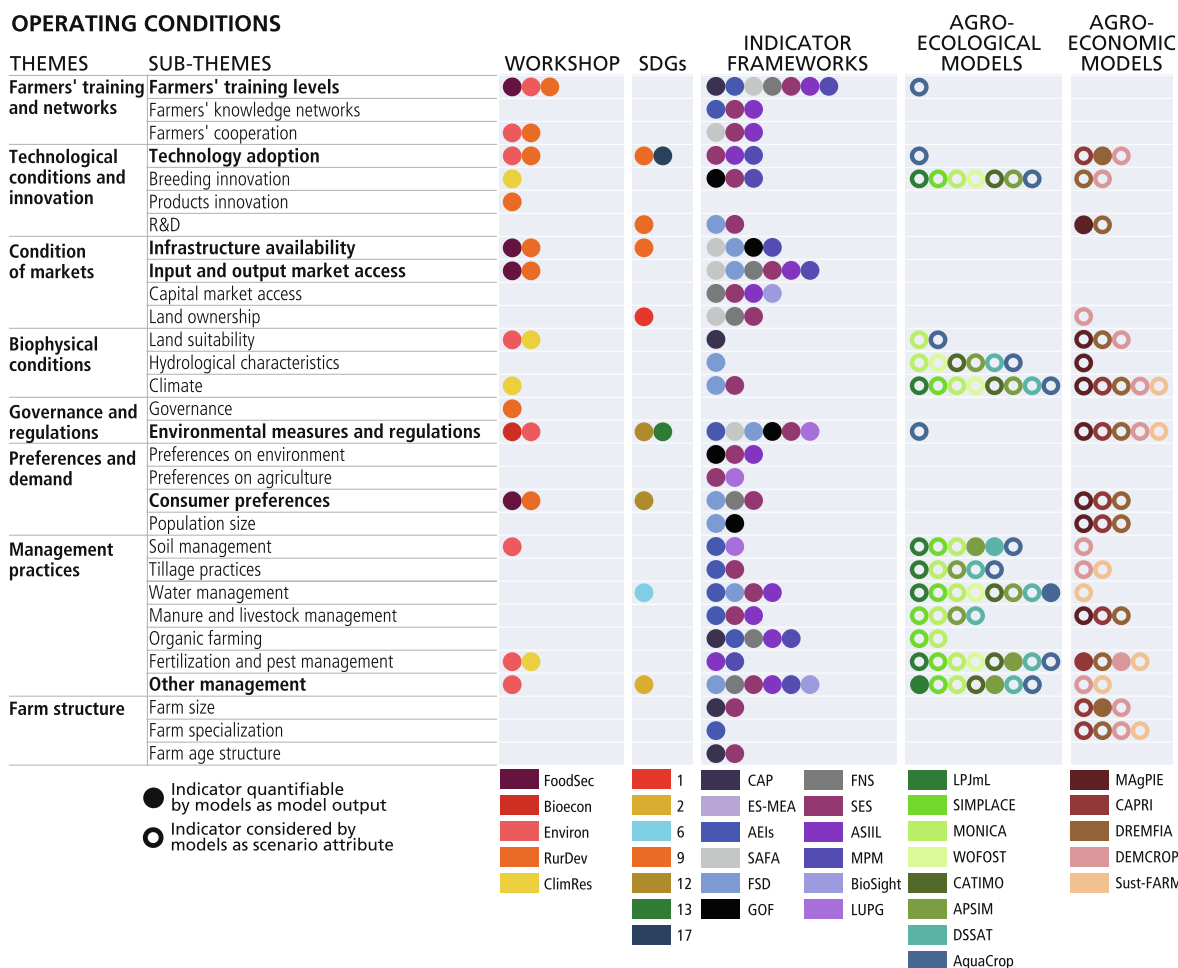 OPERATING CONDITIONS
THEMES
SUB-THEMES
WORKSHOP
SDGs
INDICATOR
FRAMEWORKS
AGRO-
ECOLOGICAL
MODELS
AGRO-
ECONOMIC
MODELS
Farmers' training
and networks
Farmers' training levels
Farmers' knowledge networks
Farmers' cooperation
Technological
conditions and
innovation
Technology adoption
Breeding innovation
Products innovation
R&D
Condition
of markets
Infrastructure availability
Input and output market access
Capital market access
Land ownership
Biophysical
conditions
Land suitability
Hydrological characteristics
Climate
Governance and
regulations
Governance
Environmental measures and regulations
Preferences and
demand
Preferences on environment
Preferences on agriculture
Consumer preferences
Population size
Management
practices
Soil management
Tillage practices
Water management
Manure and livestock management
Organic farming
Fertilization and pest management
Other management
Farm structure
Farm size
Farm specialization
Farm age structure
Indicator quantifiable
by models as model output
Indicator considered by
models as scenario attribute
FoodSec
Bioecon
Environ
RurDev
ClimRes
1
2
6
9
12
13
17
CAP
ES-MEA
AEIs
SAFA
FSD
GOF
FNS
SES
ASIIL
MPM
BioSight
LUPG
LPJmL
SIMPLACE
MONICA
WOFOST
CATIMO
APSIM
DSSAT
AquaCrop
MAgPIE
CAPRI
DREMFIA
DEMCROP
Sust-FARM